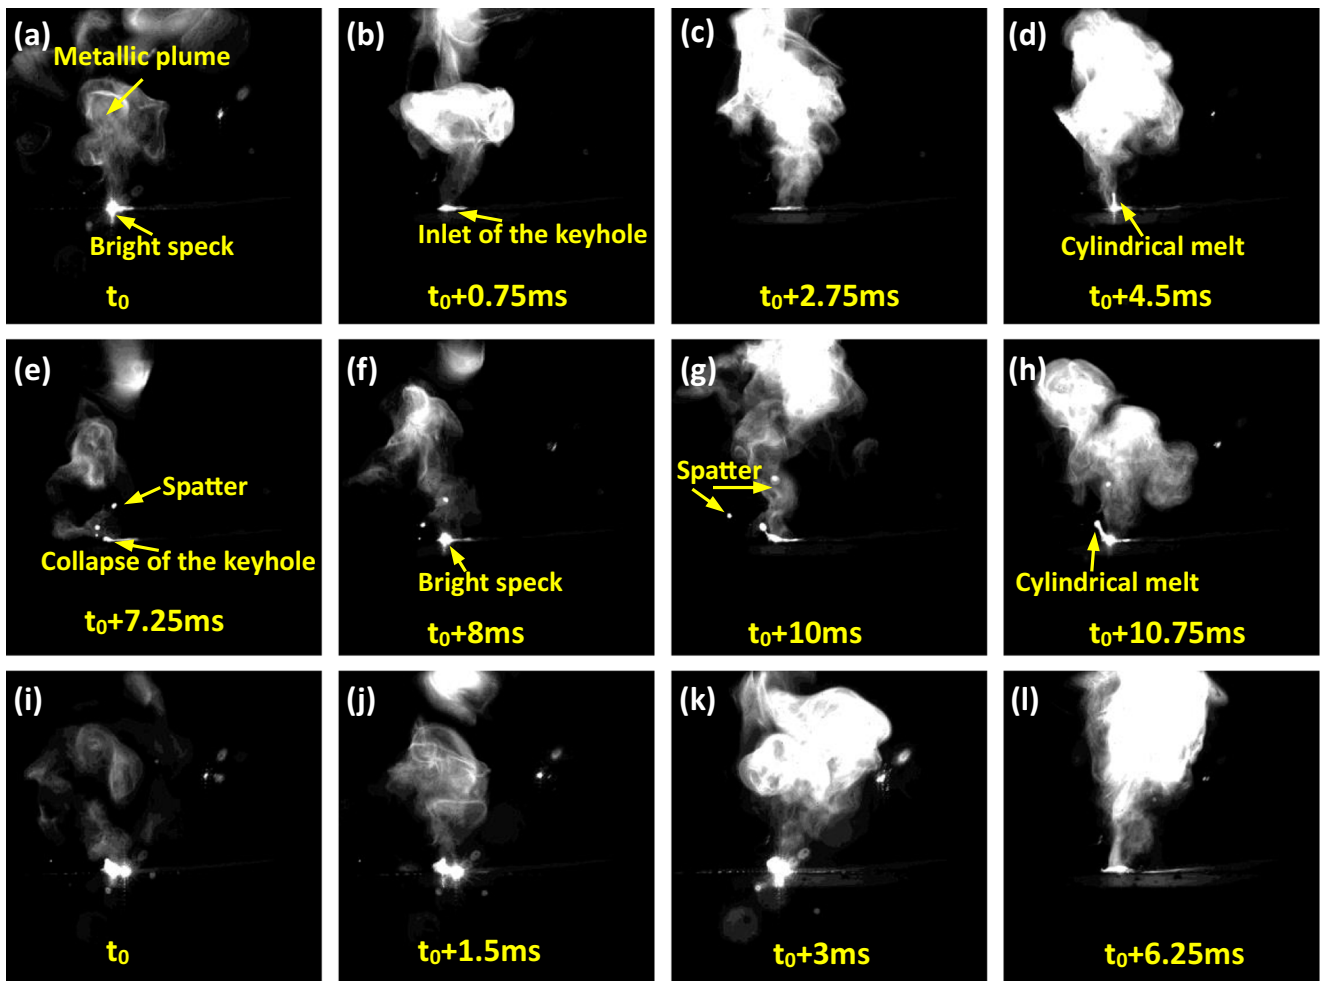 (a)
Metallic plume
Bright speck
t₀
(b)
Inlet of the keyhole
t₀+0.75ms
(c)
t₀+2.75ms
(d)
Cylindrical melt
t₀+4.5ms
(e)
Spatter
Collapse of the keyhole
t₀+7.25ms
(f)
Bright speck
t₀+8ms
(g)
Spatter
t₀+10ms
(h)
Cylindrical melt
t₀+10.75ms
(i)
t₀
(j)
t₀+1.5ms
(k)
t₀+3ms
(l)
t₀+6.25ms